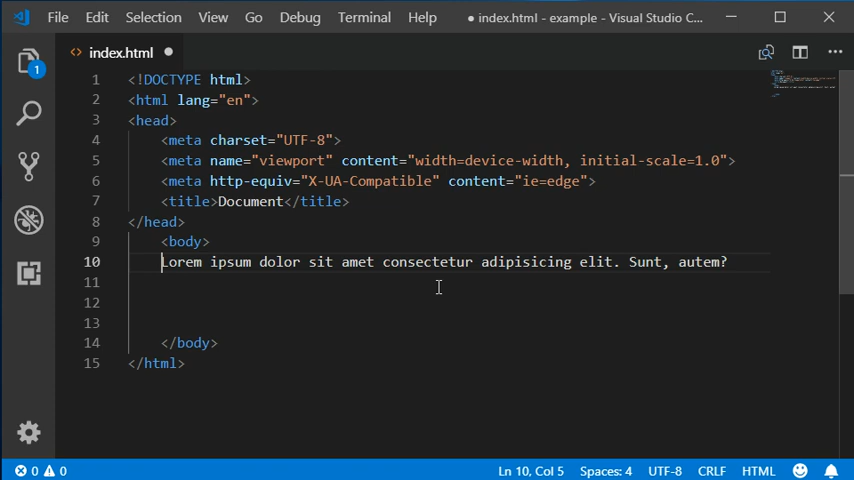 File Edit Selection View Go Debug Terminal Help ● index.html - example - Visual Studio C...
<> index.html ●
1 <!DOCTYPE html>
2 <html lang="en">
3 <head>
4 <meta charset="UTF-8">
5 <meta name="viewport" content="width=device-width, initial-scale=1.0">
6 <meta http-equiv="X-UA-Compatible" content="ie=edge">
7 <title>Document</title>
8 </head>
9 <body>
10 Lorem ipsum dolor sit amet consectetur adipisicing elit. Sunt, autem?
11
12
13
14 </body>
15 </html>
1
0 0 Ln 10, Col 5 Spaces: 4 UTF-8 CRLF HTML